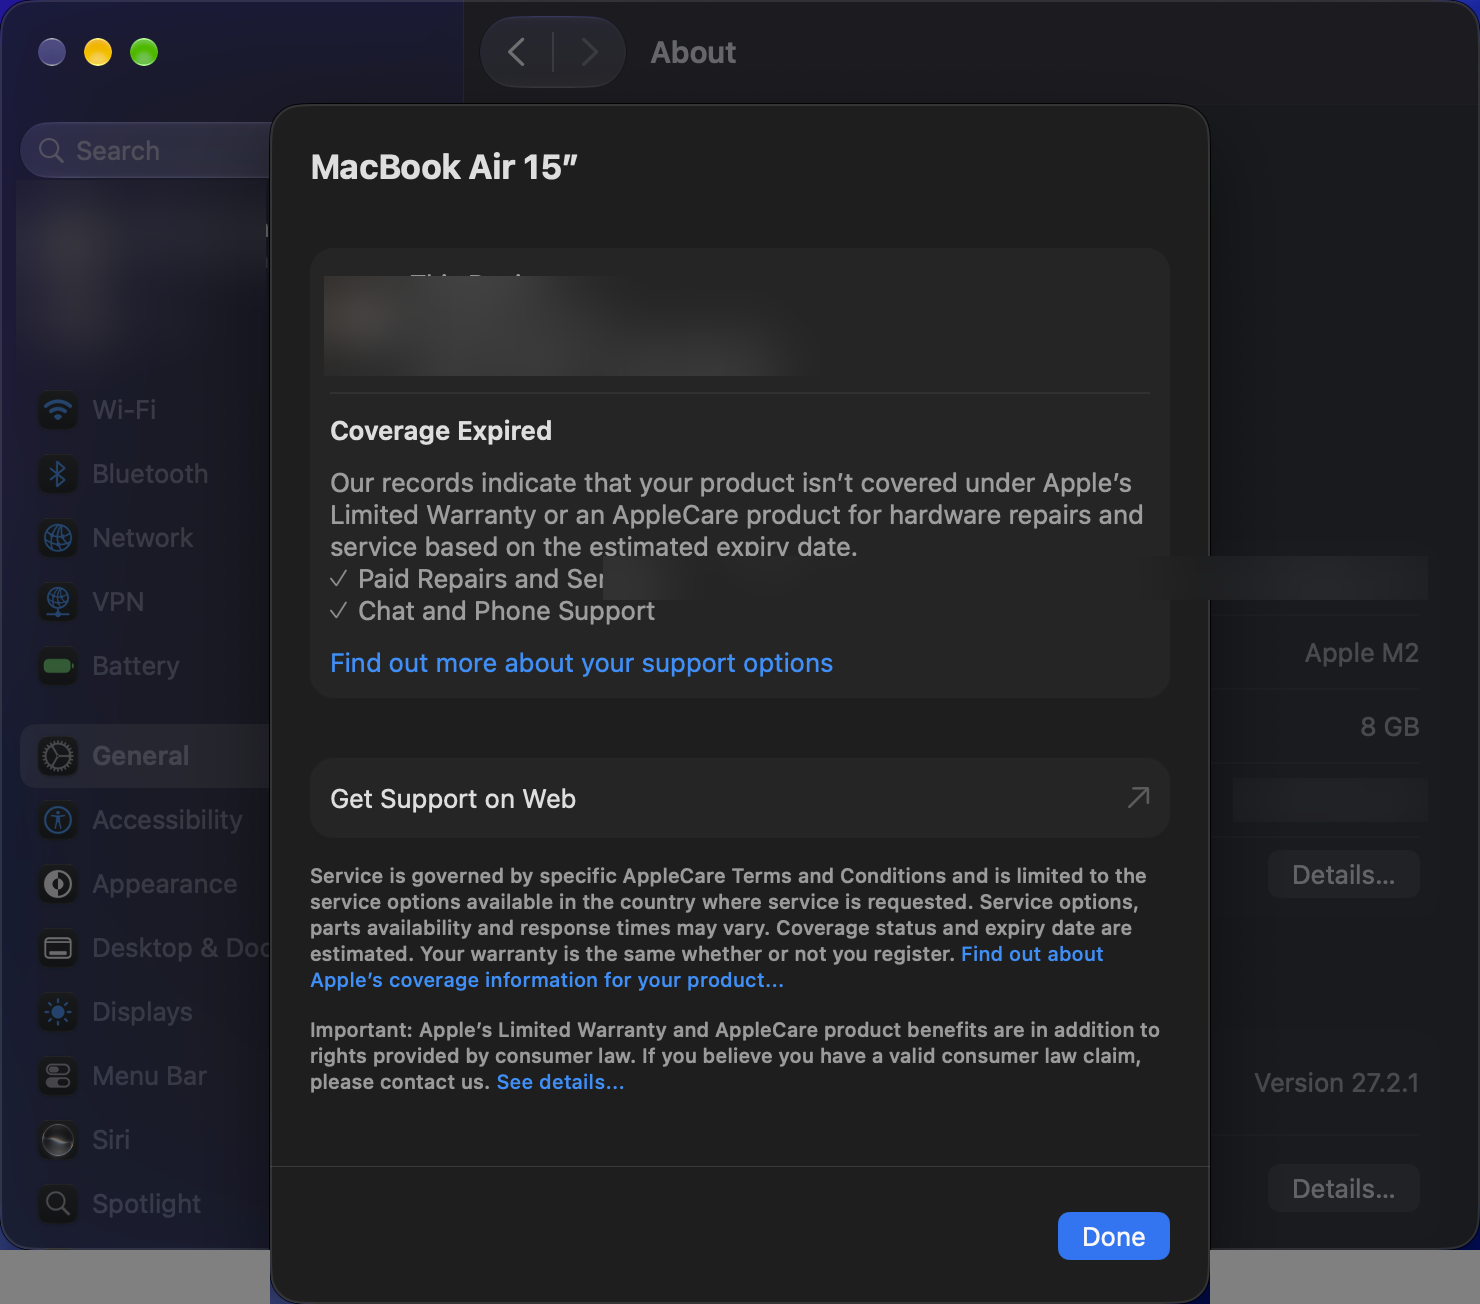 About
Search
MacBook Air 15”
Coverage Expired
Our records indicate that your product isn’t covered under Apple’s
Limited Warranty or an AppleCare product for hardware repairs and
service based on the estimated expiry date.
✓ Paid Repairs and
✓ Chat and Phone Support
Find out more about your support options
Get Support on Web
Service is governed by specific AppleCare Terms and Conditions and is limited to the
service options available in the country where service is requested. Service options,
parts availability and response times may vary. Coverage status and expiry date are
estimated. Your warranty is the same whether or not you register. Find out about
Apple’s coverage information for your product...
Important: Apple’s Limited Warranty and AppleCare product benefits are in addition to
rights provided by consumer law. If you believe you have a valid consumer law claim,
please contact us. See details...
Done
Wi-Fi
Bluetooth
Network
VPN
Battery
General
Accessibility
Appearance
Desktop &
Displays
Menu Bar
Siri
Spotlight
Apple M2
8 GB
Details...
Version 27.2.1
Details...